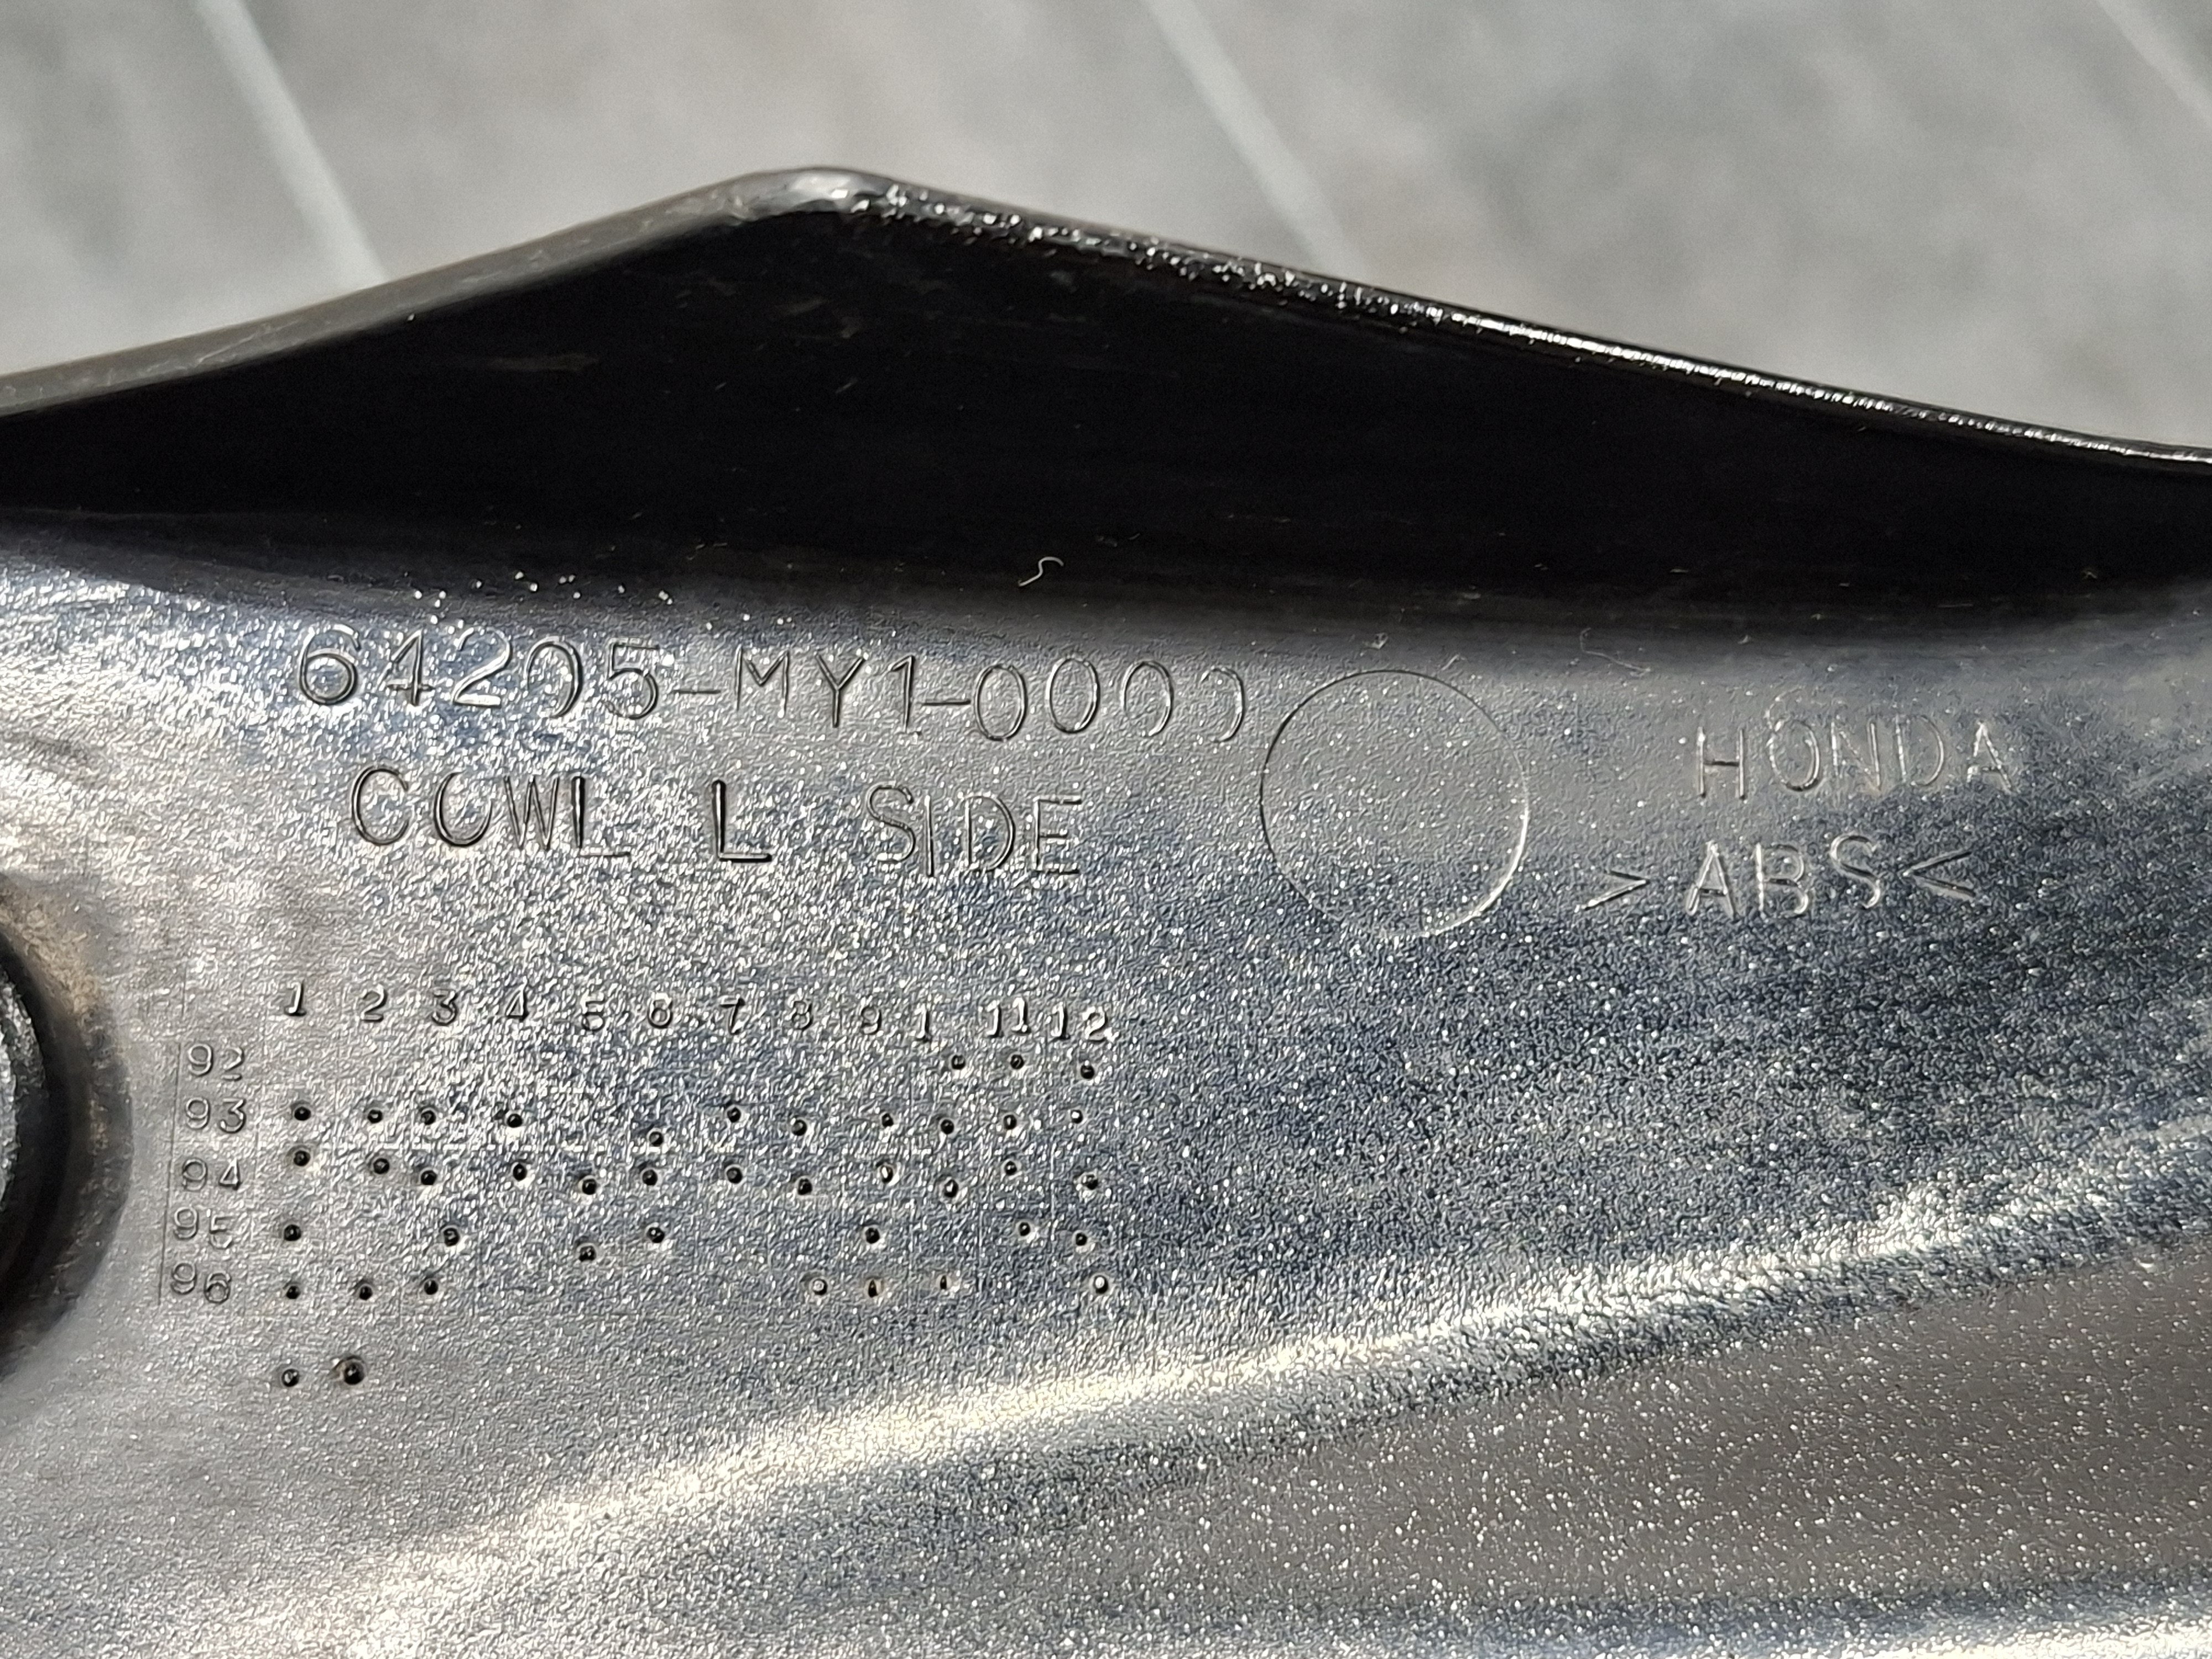 64205-MY1-0000
COWL L SIDE
HONDA
>ABS<
1 2 3 4 5 6 7 8 9 1 11 12
92
93
94
95
96